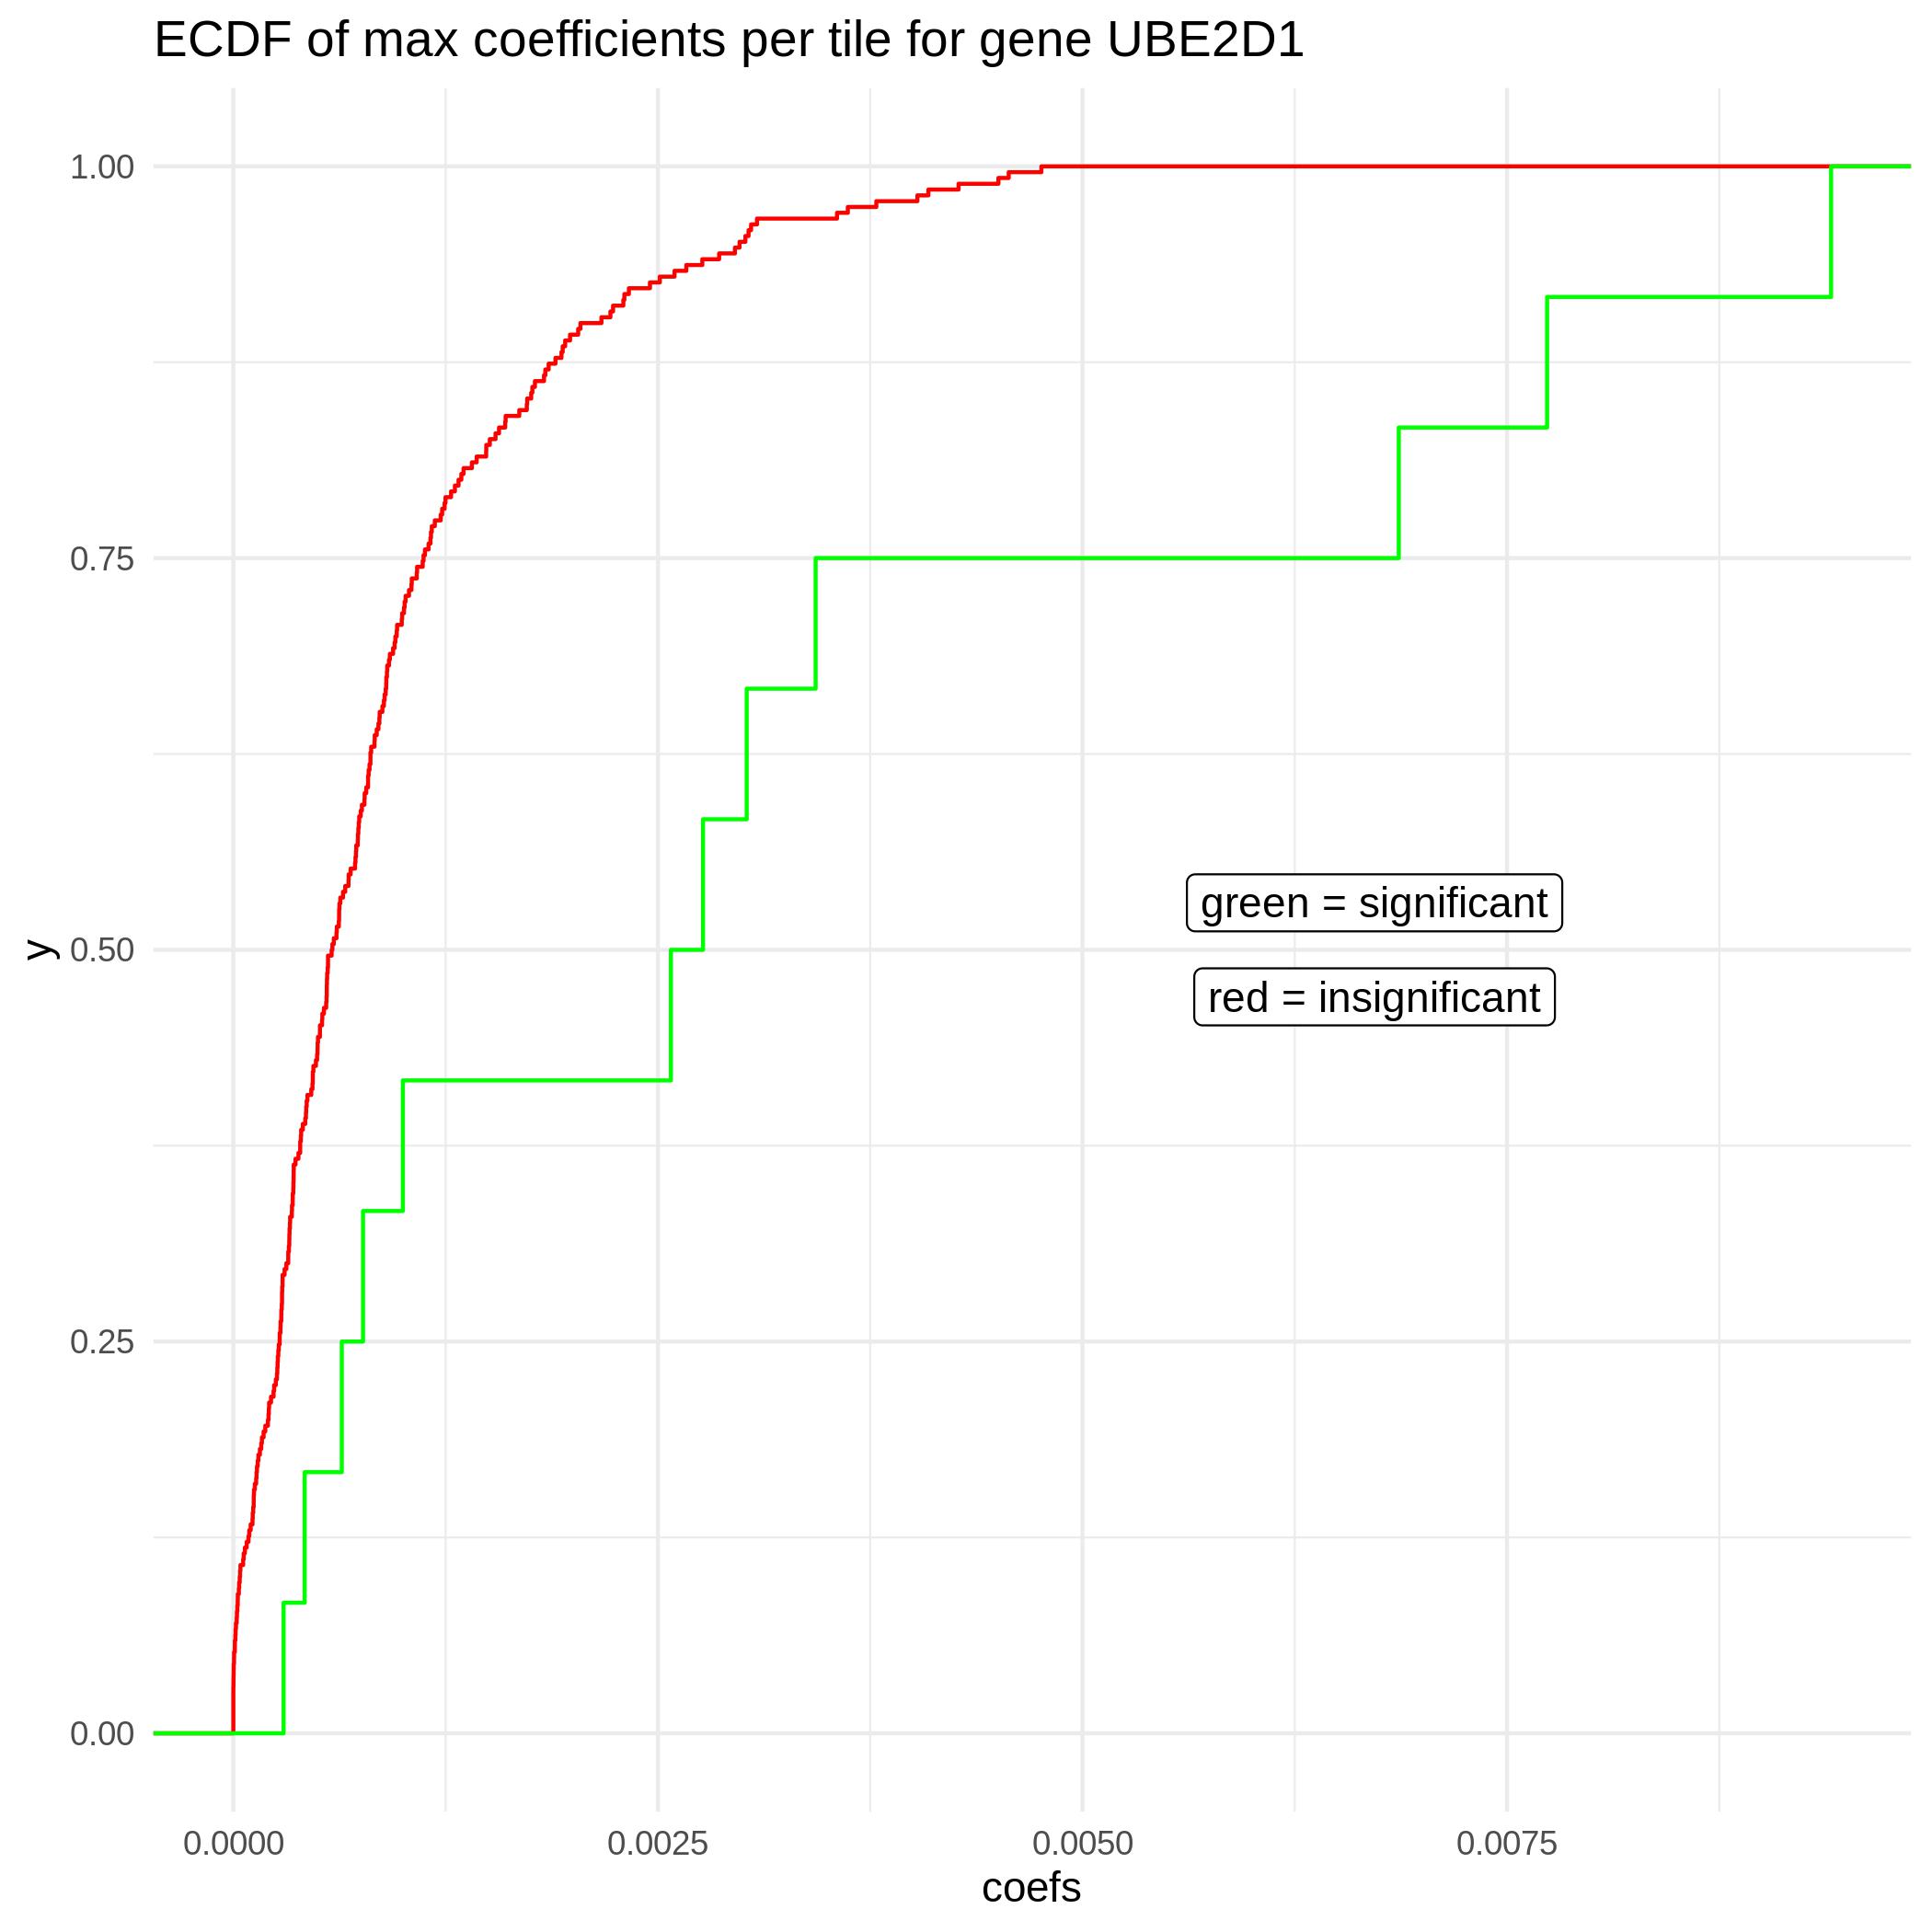 ECDF of max coefficients per tile for gene UBE2D1
1.00
0.75
0.50
0.25
0.00
y
green = significant
red = insignificant
0.0000 0.0025 0.0050 0.0075
coefs